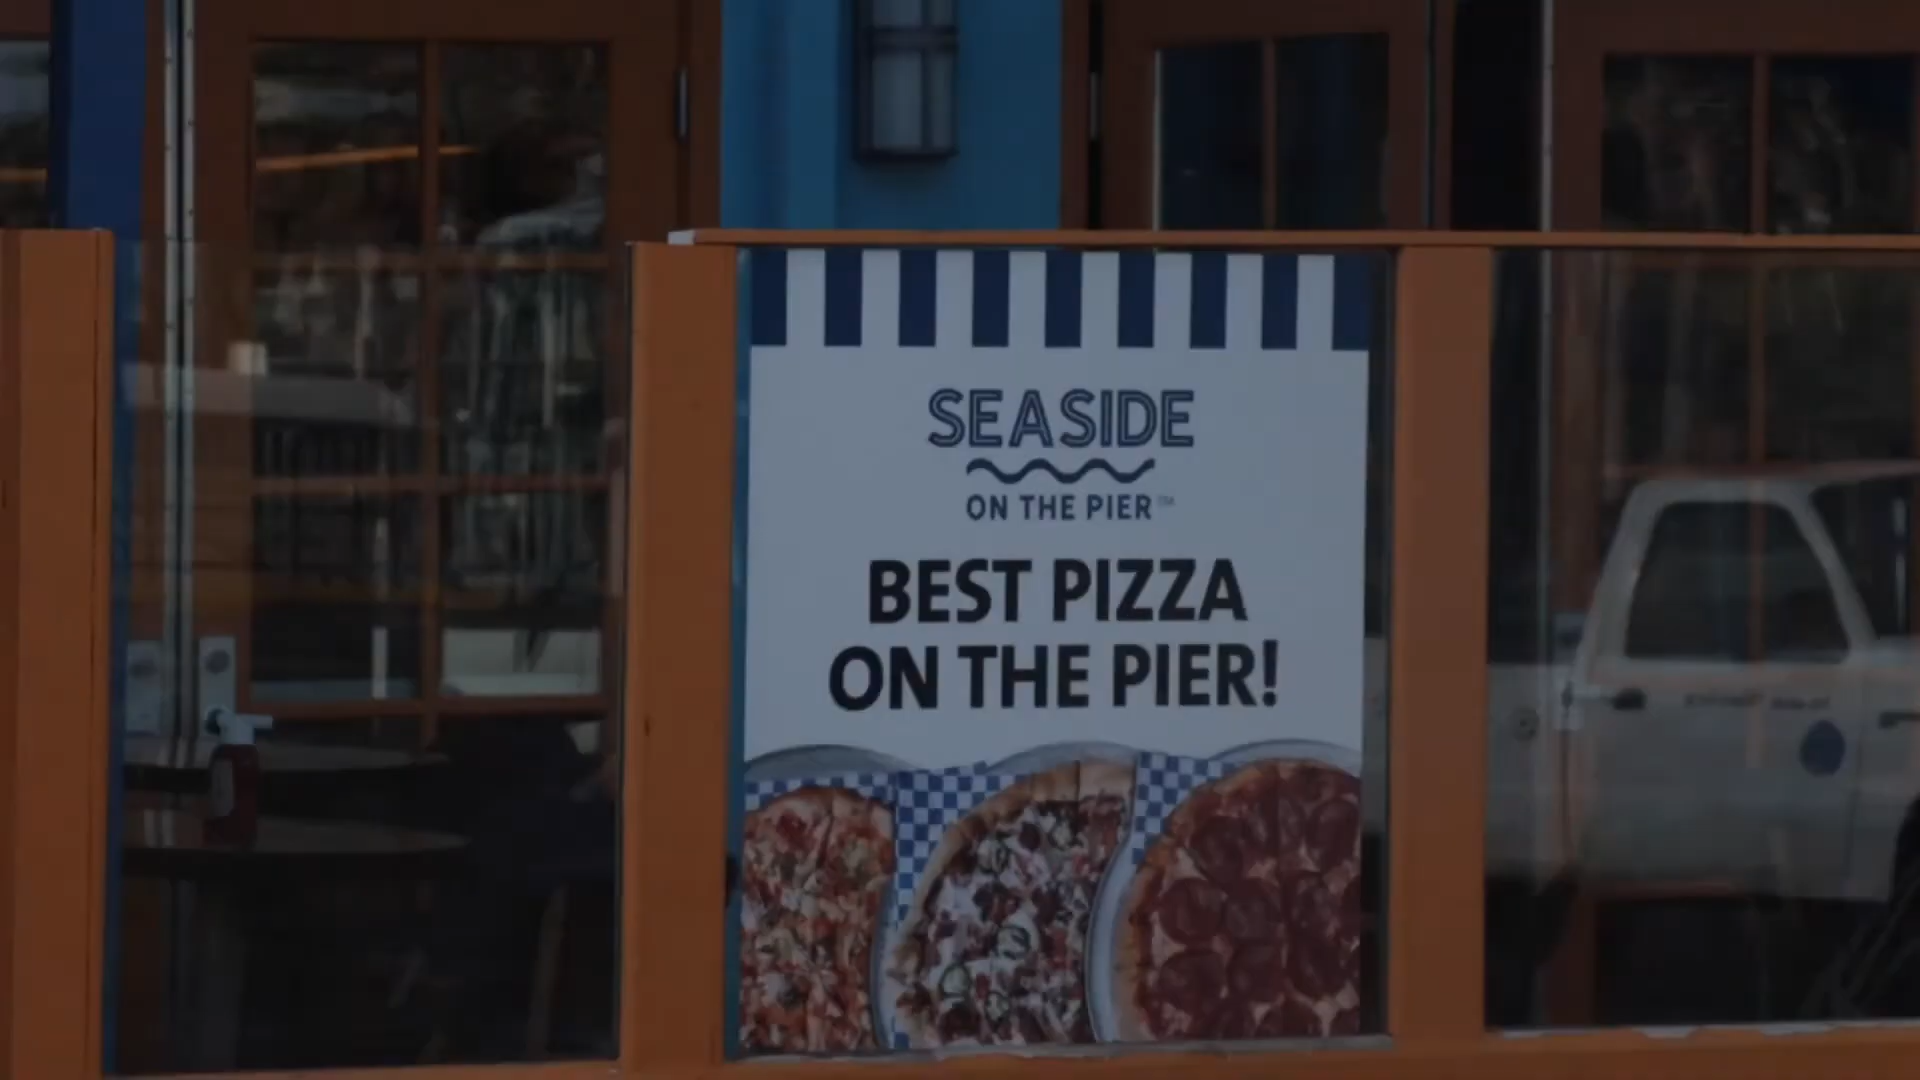 SEASIDE
ON THE PIER™
BEST PIZZA
ON THE PIER!